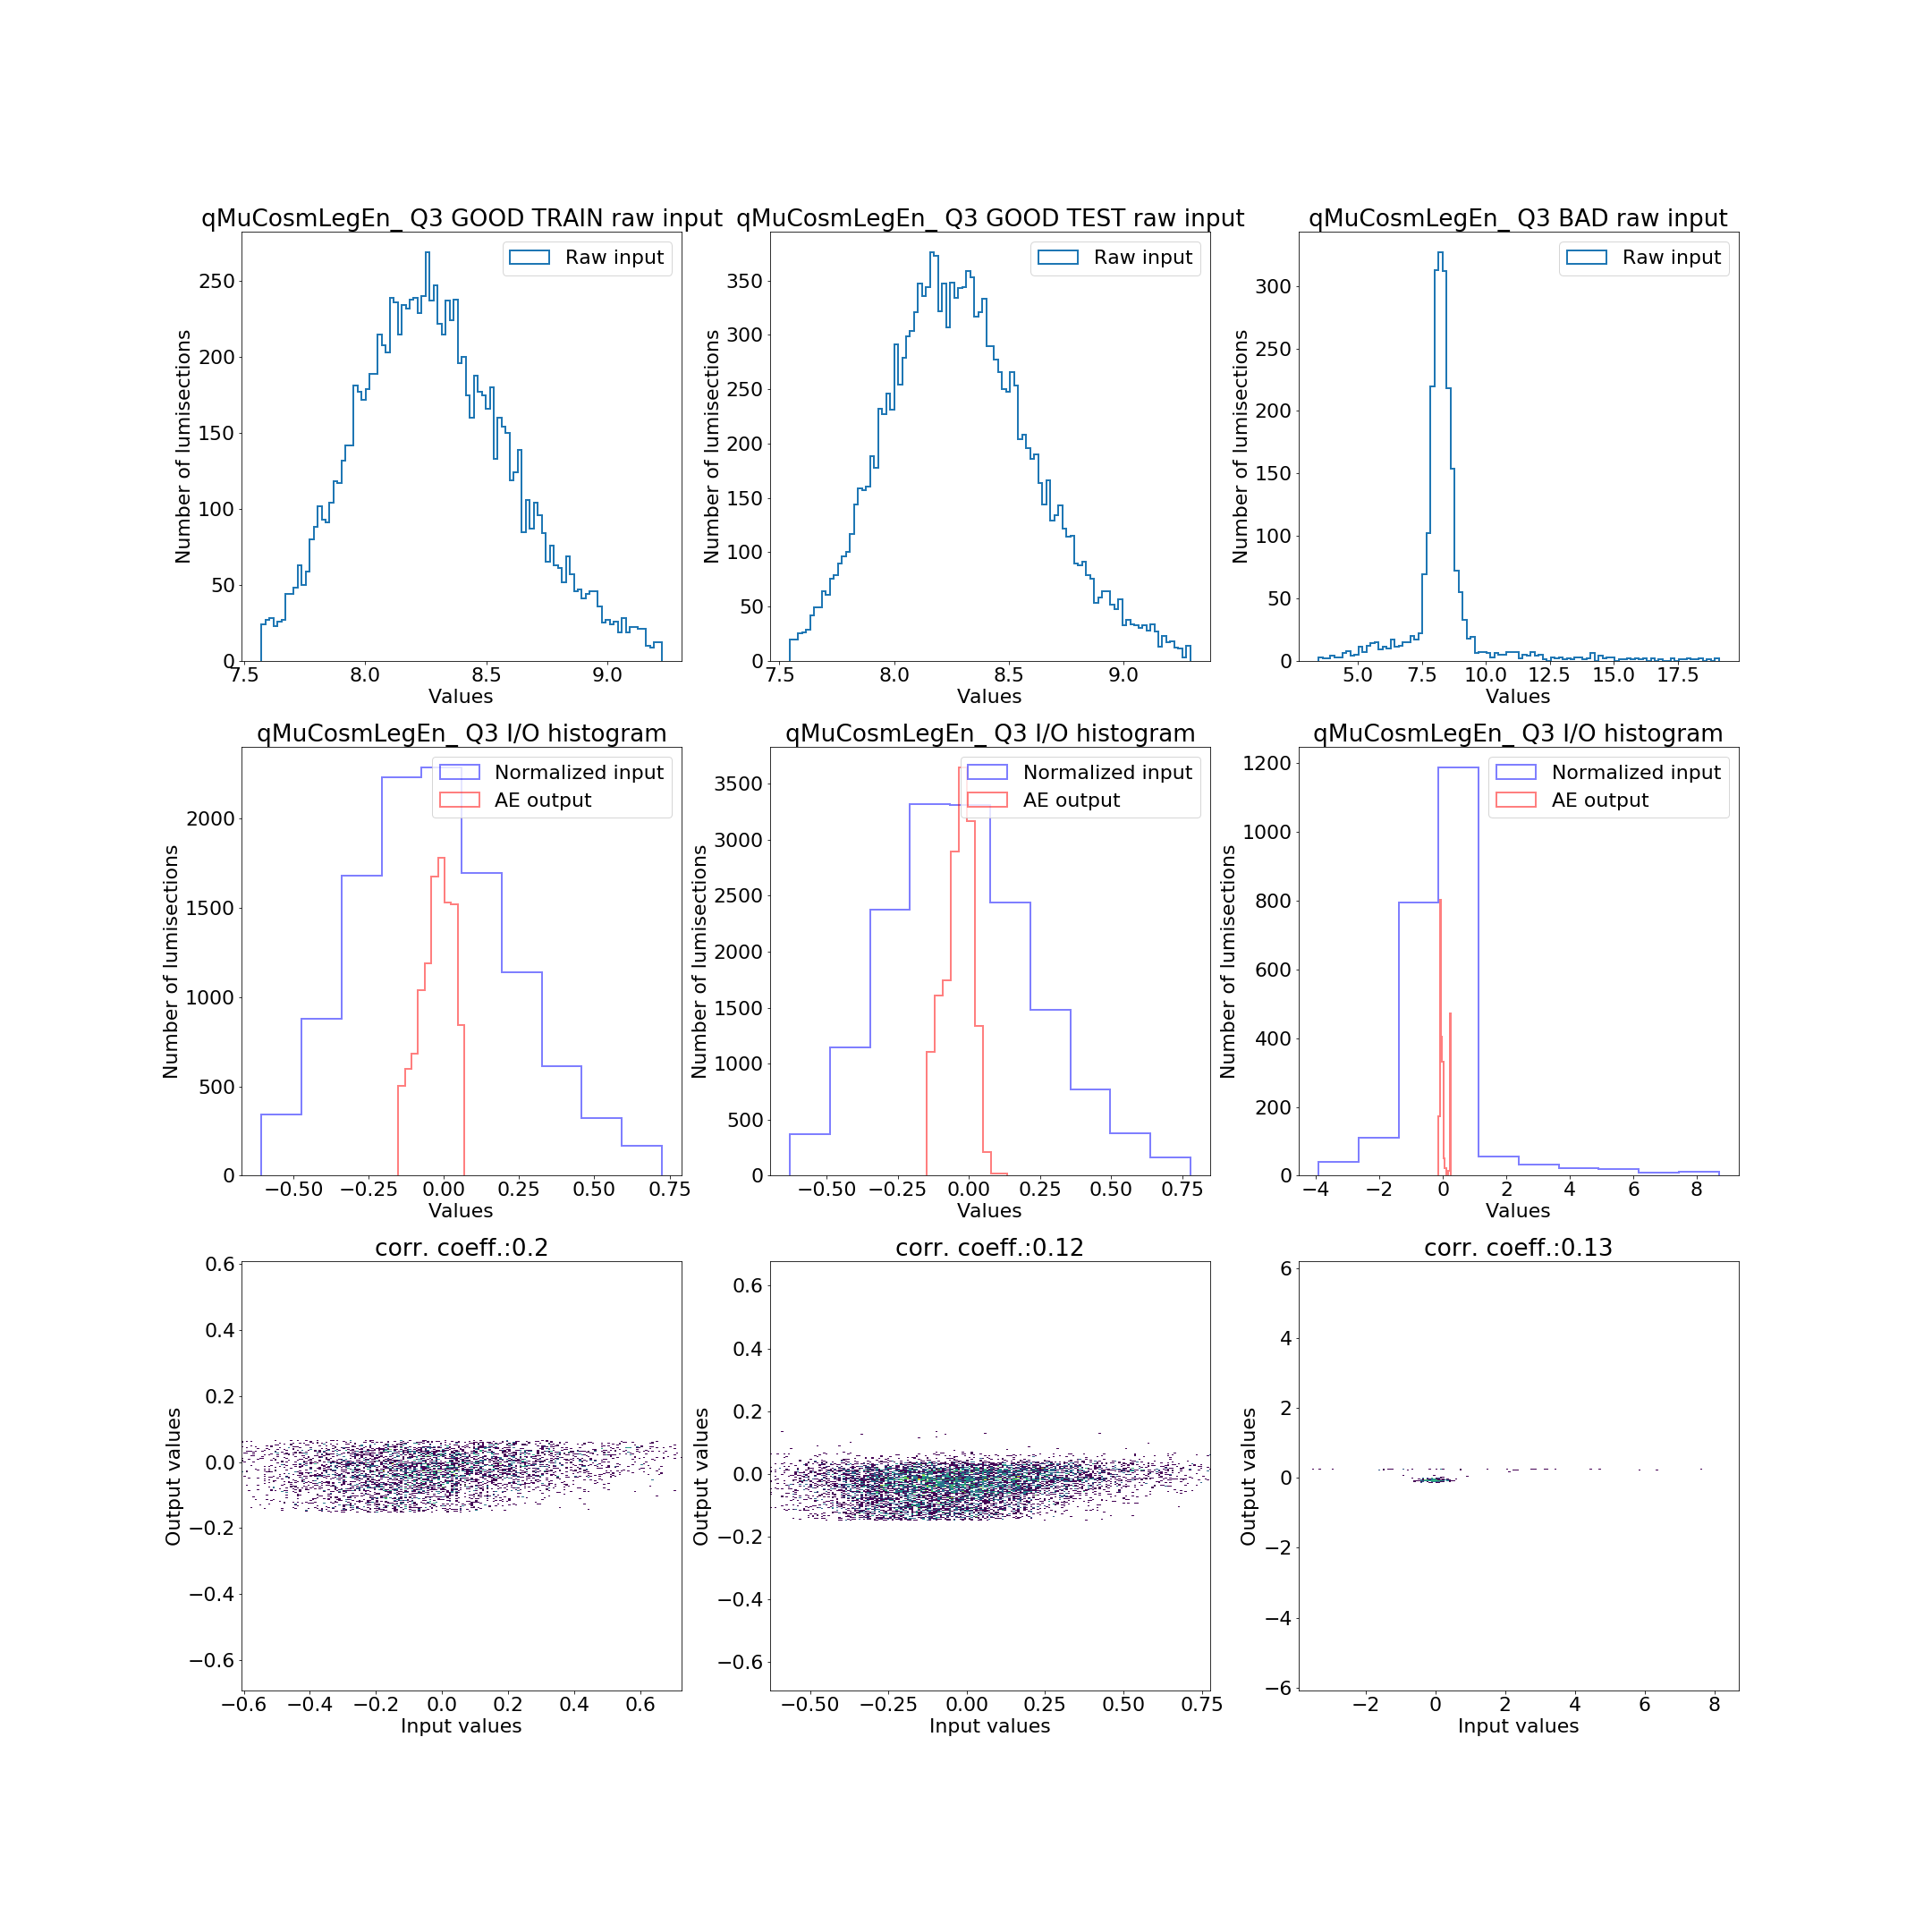 qMuCosmLegEn_ Q3 GOOD TRAIN raw input
Raw input
Number of lumisections
250
200
150
100
50
0
7.5 8.0 8.5 9.0
Values
qMuCosmLegEn_ Q3 GOOD TEST raw input
Raw input
Number of lumisections
350
300
250
200
150
100
50
0
7.5 8.0 8.5 9.0
Values
qMuCosmLegEn_ Q3 BAD raw input
Raw input
Number of lumisections
300
250
200
150
100
50
0
5.0 7.5 10.0 12.5 15.0 17.5
Values
qMuCosmLegEn_ Q3 I/O histogram
Normalized input
AE output
Number of lumisections
2000
1500
1000
500
0
−0.50 −0.25 0.00 0.25 0.50 0.75
Values
qMuCosmLegEn_ Q3 I/O histogram
Normalized input
AE output
Number of lumisections
3500
3000
2500
2000
1500
1000
500
0
−0.50 −0.25 0.00 0.25 0.50 0.75
Values
qMuCosmLegEn_ Q3 I/O histogram
Normalized input
AE output
Number of lumisections
1200
1000
800
600
400
200
0
−4 −2 0 2 4 6 8
Values
corr. coeff.:0.2
Output values
0.6
0.4
0.2
0.0
−0.2
−0.4
−0.6
−0.6 −0.4 −0.2 0.0 0.2 0.4 0.6
Input values
corr. coeff.:0.12
Output values
0.6
0.4
0.2
0.0
−0.2
−0.4
−0.6
−0.50 −0.25 0.00 0.25 0.50 0.75
Input values
corr. coeff.:0.13
Output values
6
4
2
0
−2
−4
−6
−2 0 2 4 6 8
Input values